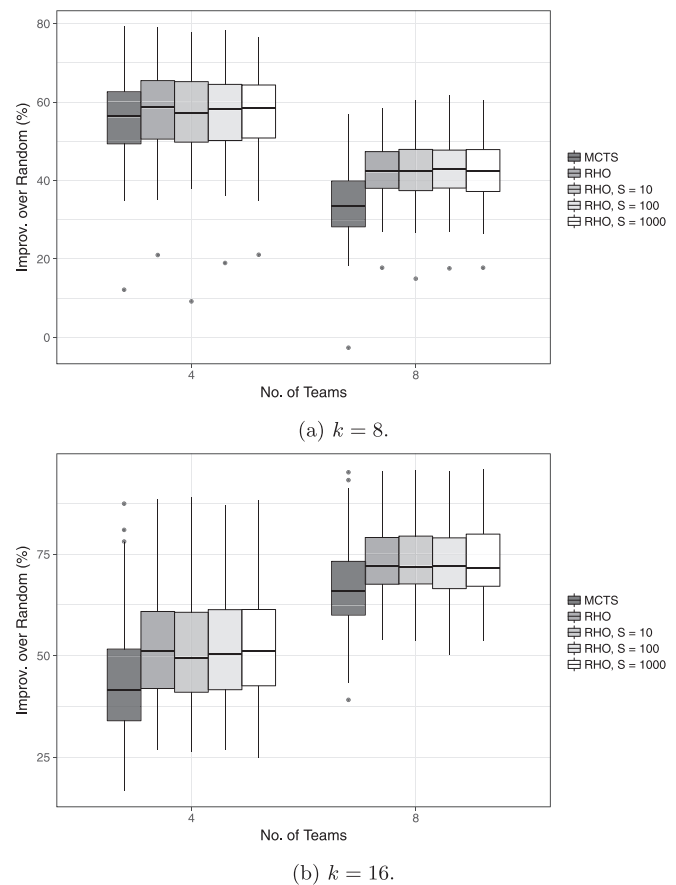 80
60
40
20
0
Improv. over Random (%)
4
8
No. of Teams
MCTS
RHO
RHO, S = 10
RHO, S = 100
RHO, S = 1000
(a) k = 8.
75
50
25
Improv. over Random (%)
4
8
No. of Teams
MCTS
RHO
RHO, S = 10
RHO, S = 100
RHO, S = 1000
(b) k = 16.